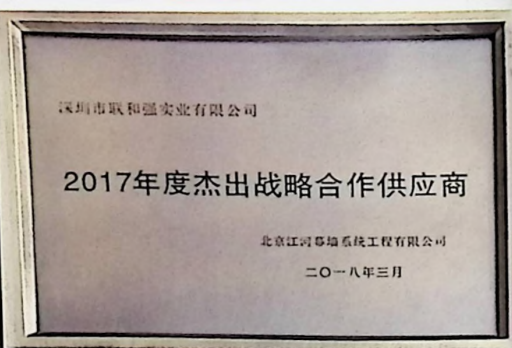 深圳市联和强实业有限公司
2017年度杰出战略合作供应商
北京江河幕墙系统工程有限公司
二〇一八年三月